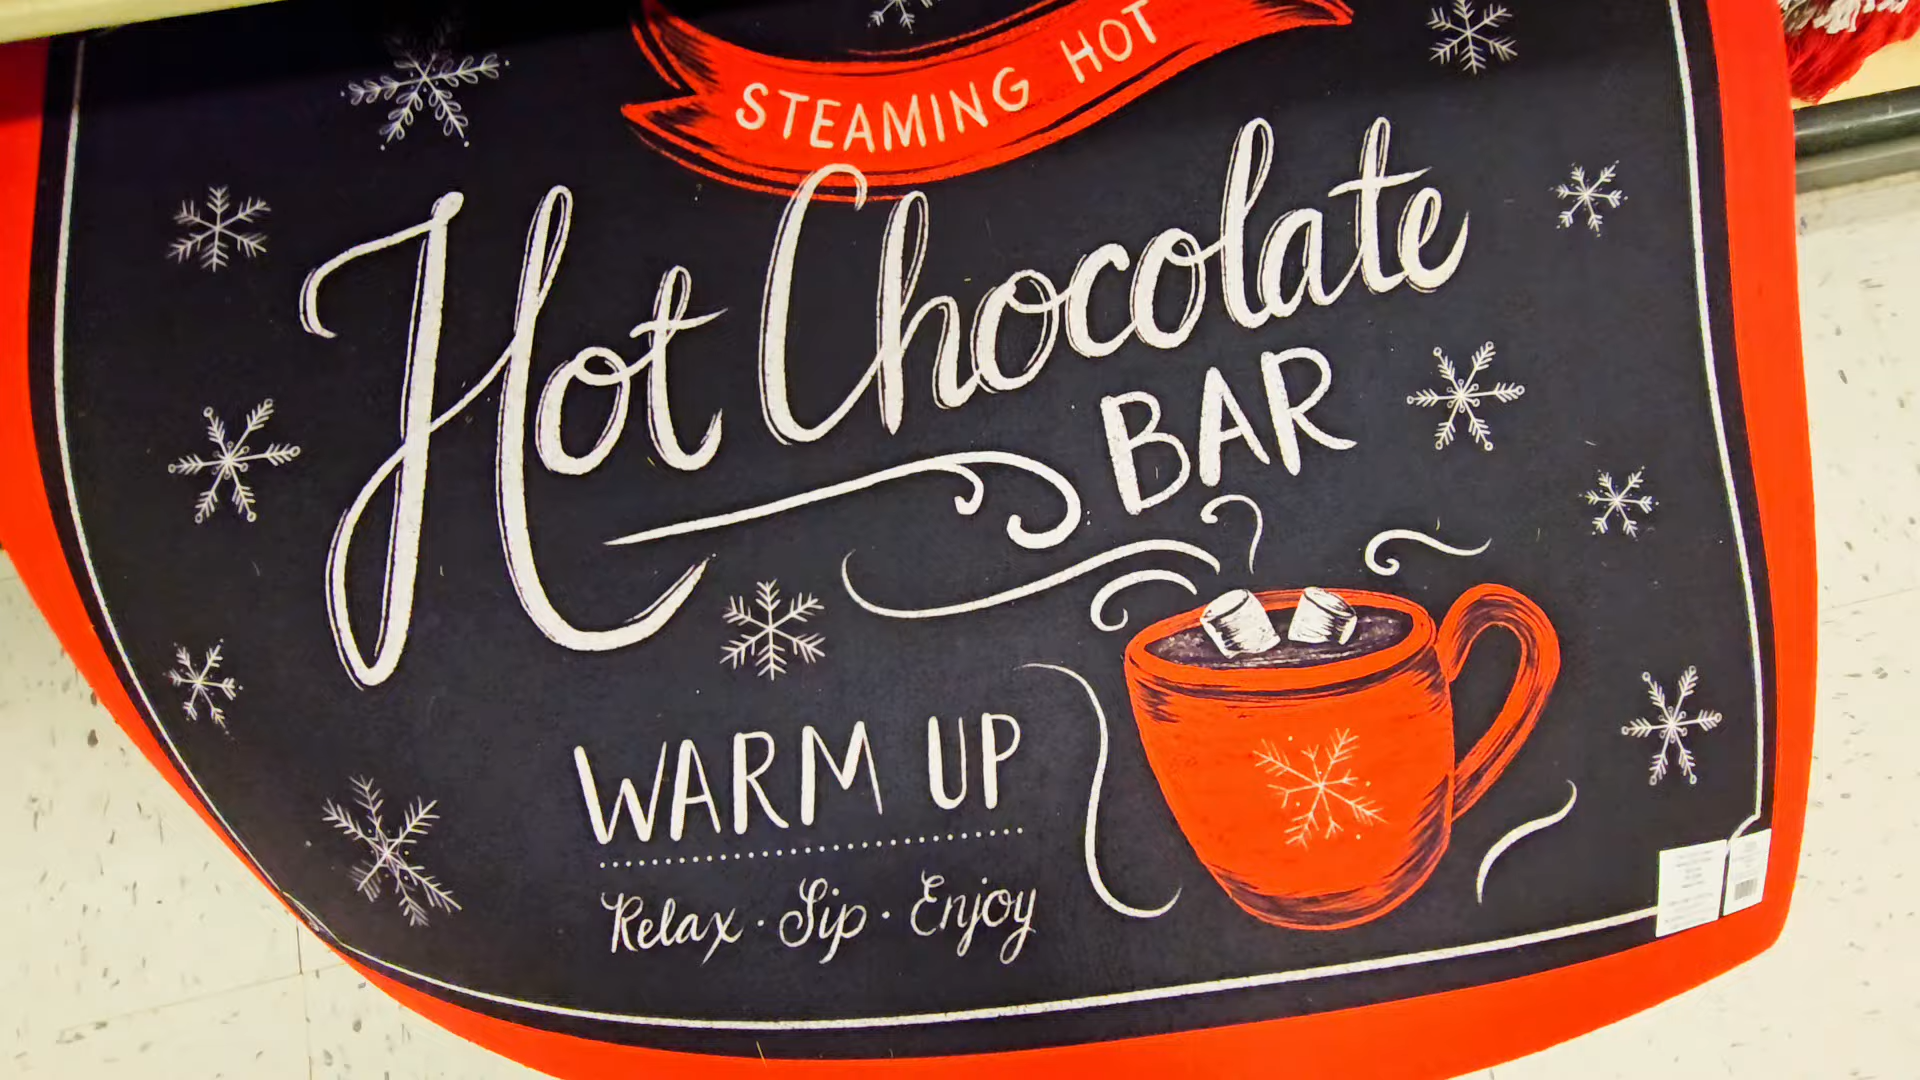 STEAMING HOT
Hot Chocolate
BAR
WARM UP
Relax · Sip · Enjoy